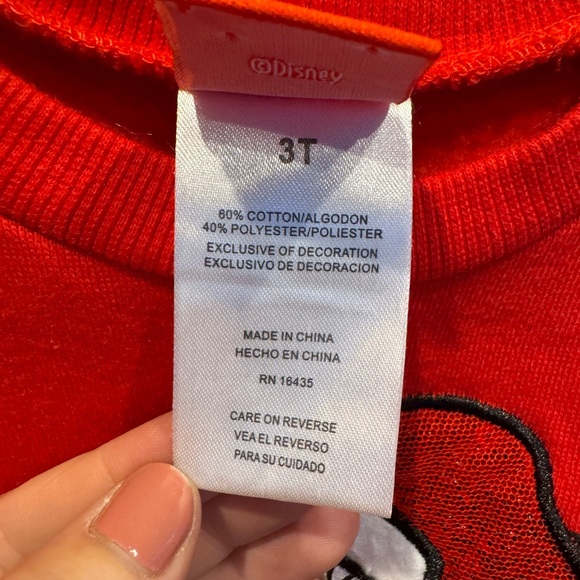 ©Disney
3T
60% COTTON/ALGODON
40% POLYESTER/POLIESTER
EXCLUSIVE OF DECORATION
EXCLUSIVO DE DECORACION
MADE IN CHINA
HECHO EN CHINA
RN 16435
CARE ON REVERSE
VEA EL REVERSO
PARA SU CUIDADO